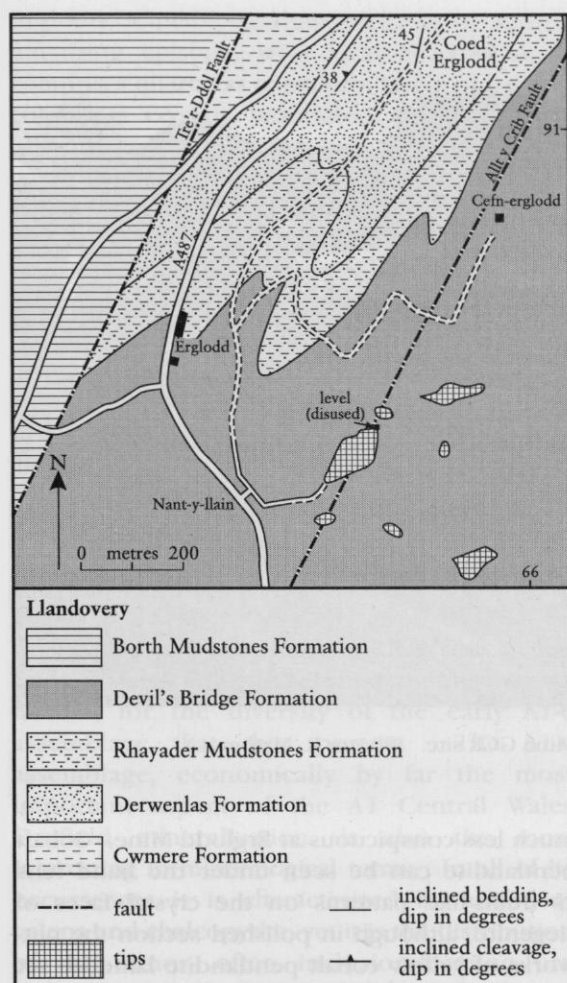 45
Coed
Erglodd
38
Tre'r-Ddôl Fault
Allt y Crib Fault
91
Cefn-erglodd
A487
Erglodd
level
(disused)
N
Nant-y-llain
0 metres 200
66
Llandovery
Borth Mudstones Formation
Devil's Bridge Formation
Rhayader Mudstones Formation
Derwenlas Formation
Cwmere Formation
fault
tips
inclined bedding,
dip in degrees
inclined cleavage,
dip in degrees